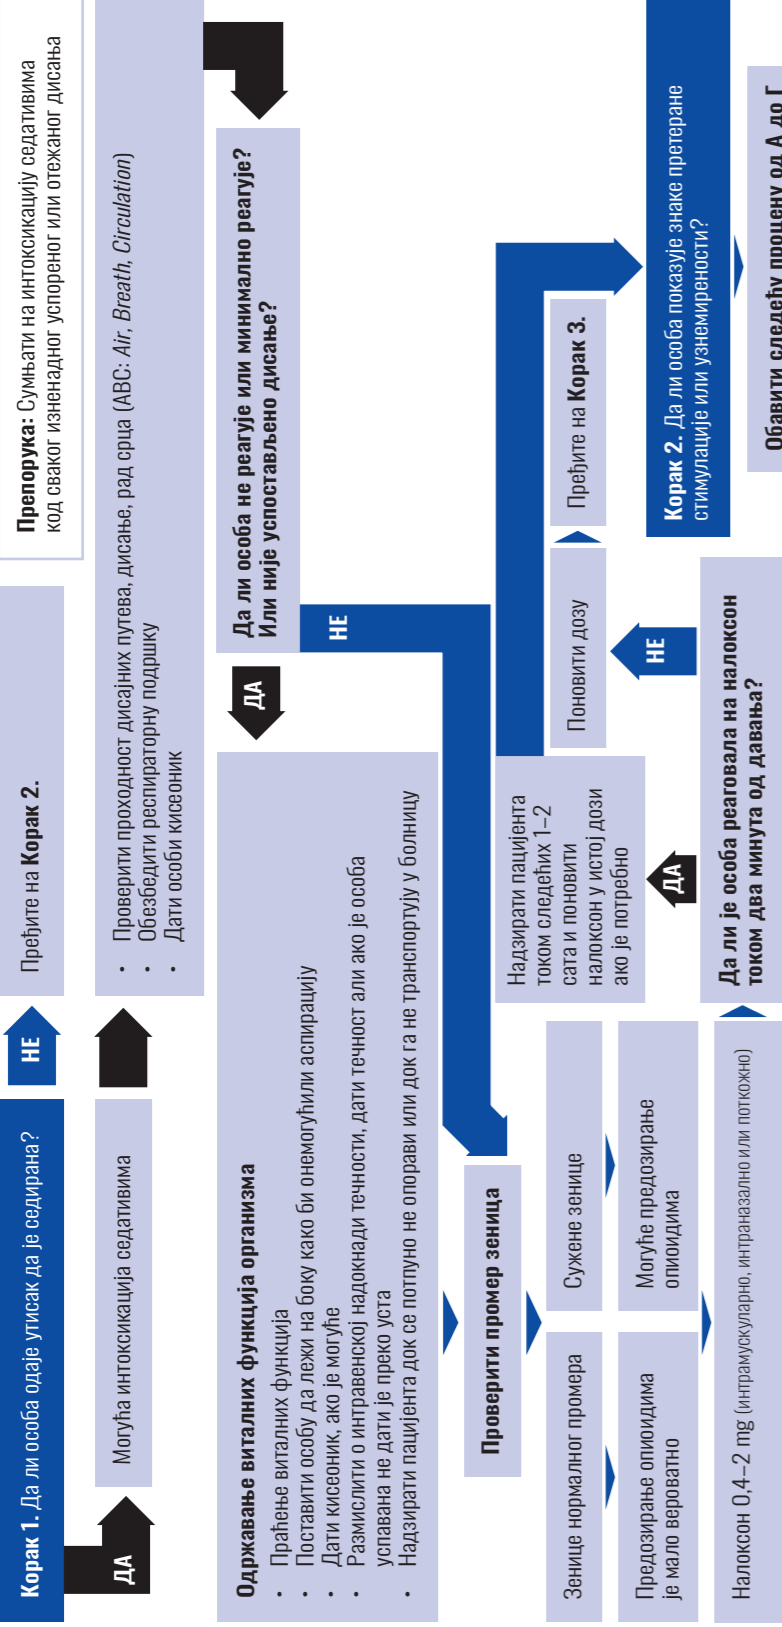 Корак 1. Да ли особа одаје утисак да је седирана?
НЕ
Пређите на Корак 2.
Препорука: Сумњати на интоксикацију седативима
код сваког изненадног успореног или отежаног дисања
ДА
Могућа интоксикација седативима
• Проверити проходност дисајних путева, дисање, рад срца (ABC: Air, Breath, Circulation)
• Обезбедити респираторну подршку
• Дати особи кисеоник
Да ли особа не реагује или минимално реагује?
Или није успостављено дисање?
ДА
НЕ
Одржавање виталних функција организма
• Праћење виталних функција
• Поставити особу да лежи на боку како би онемогућили аспирацију
• Дати кисеоник, ако је могуће
• Размислити о интравенској надокнади течности, дати течност али ако је особа
успавана не дати је преко уста
• Надзирати пацијента док се потпуно не опорави или док га не транспортују у болницу
Проверити промер зеница
Зенице нормалног промера
Сужене зенице
Предозирање опиоидима
је мало вероватно
Могуће предозирање
опиоидима
Налоксон 0,4–2 mg (интрамускуларно, интраназално или поткожно)
Да ли је особа реаговала на налоксон
током два минута од давања?
ДА
НЕ
Надзирати пацијента
током следећих 1–2
сата и поновити
налоксон у истој дози
ако је потребно
Поновити дозу
Пређите на Корак 3.
Корак 2. Да ли особа показује знаке претеране
стимулације или узнемирености?
Обавити следећу процену од А до Г